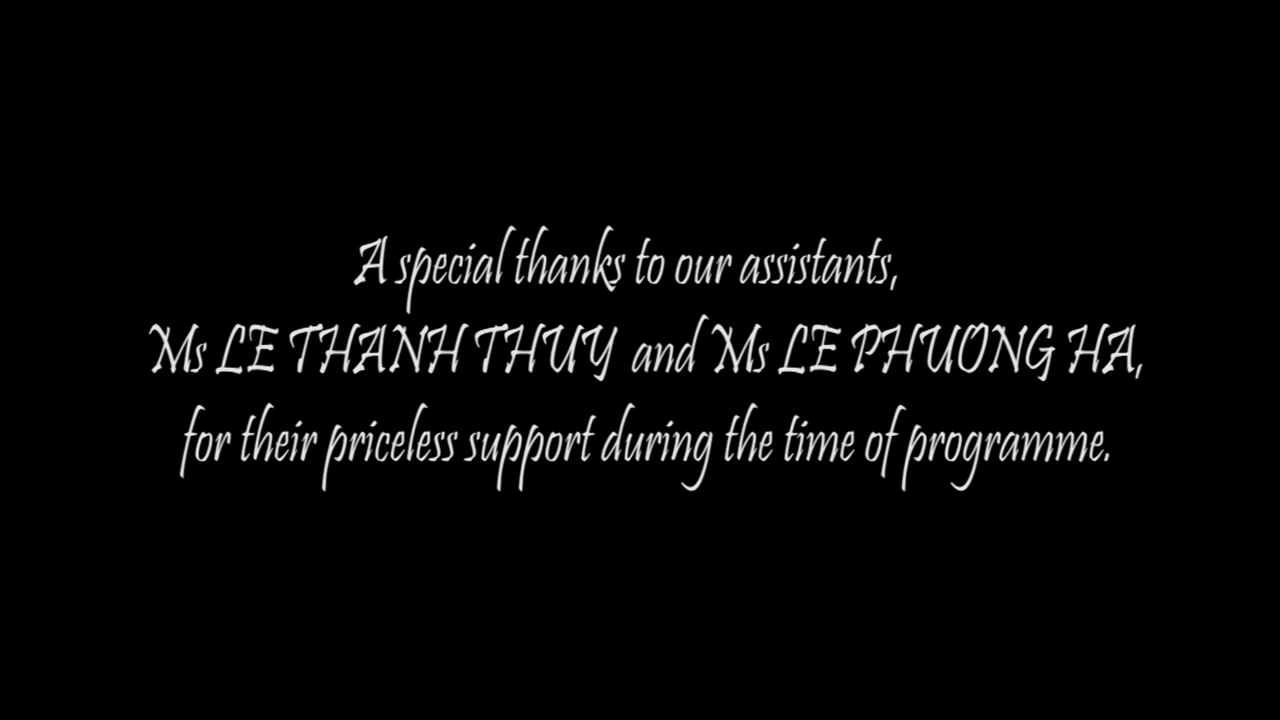 A special thanks to our assistants,
Ms LE THANH THUY and Ms LE PHUONG HA,
for their priceless support during the time of programme.